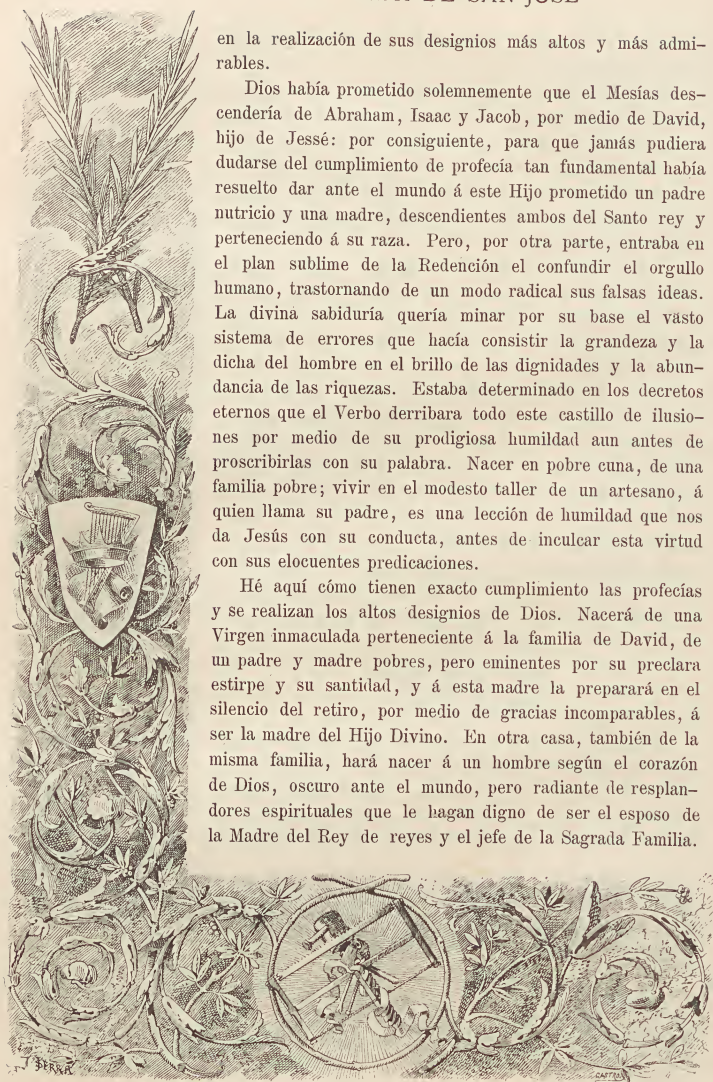 DE SAN JOSÉ
en la realización de sus designios más altos y más admi-
rables.
Dios había prometido solemnemente que el Mesías des-
cendería de Abraham, Isaac y Jacob, por medio de David,
hijo de Jessé: por consiguiente, para que jamás pudiera
dudarse del cumplimiento de profecía tan fundamental había
resuelto dar ante el mundo á este Hijo prometido un padre
nutricio y una madre, descendientes ambos del Santo rey y
perteneciendo á su raza. Pero, por otra parte, entraba en
el plan sublime de la Redención el confundir el orgullo
humano, trastornando de un modo radical sus falsas ideas.
La divina sabiduría quería minar por su base el vasto
sistema de errores que hacía consistir la grandeza y la
dicha del hombre en el brillo de las dignidades y la abun-
dancia de las riquezas. Estaba determinado en los decretos
eternos que el Verbo derribara todo este castillo de ilusio-
nes por medio de su prodigiosa humildad aun antes de
proscribirlas con su palabra. Nacer en pobre cuna, de una
familia pobre; vivir en el modesto taller de un artesano, á
quien llama su padre, es una lección de humildad que nos
da Jesús con su conducta, antes de inculcar esta virtud
con sus elocuentes predicaciones.
Hé aquí cómo tienen exacto cumplimiento las profecías
y se realizan los altos designios de Dios. Nacerá de una
Virgen inmaculada perteneciente á la familia de David, de
un padre y madre pobres, pero eminentes por su preclara
estirpe y su santidad, y á esta madre la preparará en el
silencio del retiro, por medio de gracias incomparables, á
ser la madre del Hijo Divino. En otra casa, también de la
misma familia, hará nacer á un hombre según el corazón
de Dios, oscuro ante el mundo, pero radiante de resplan-
dores espirituales que le hagan digno de ser el esposo de
la Madre del Rey de reyes y el jefe de la Sagrada Familia.
SERRA